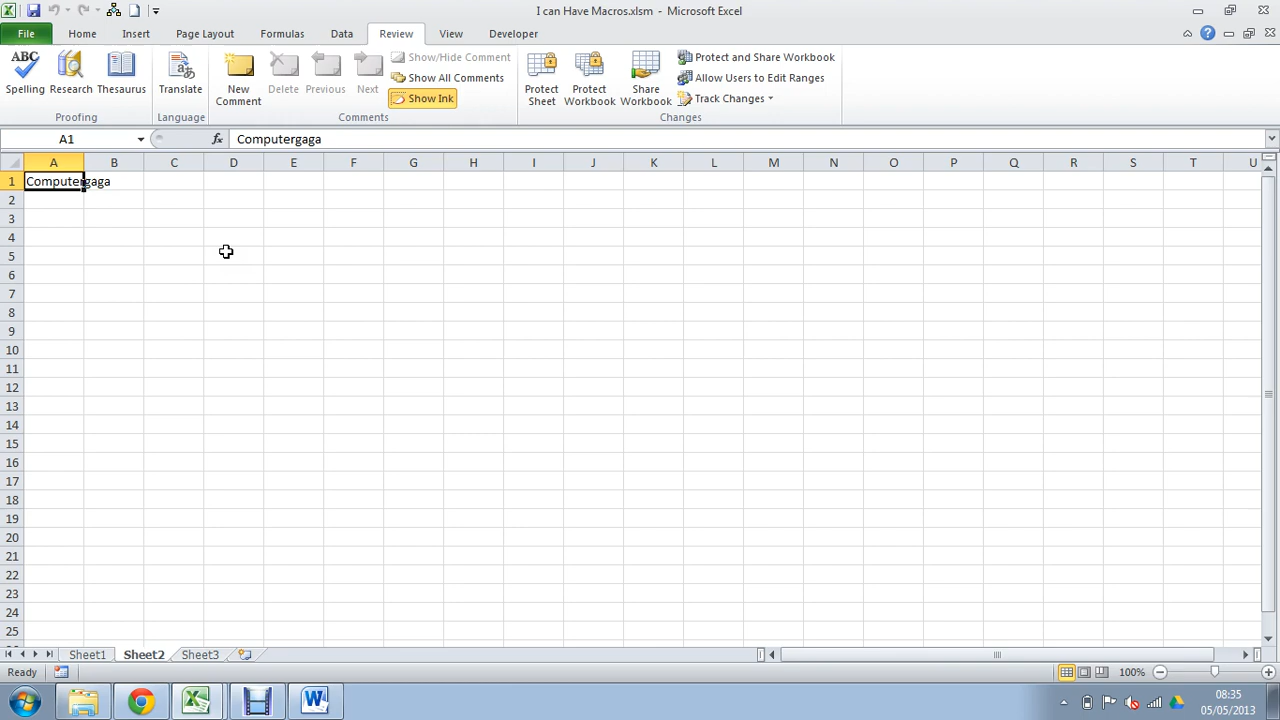 I can Have Macros.xlsm - Microsoft Excel
File Home Insert Page Layout Formulas Data Review View Developer
ABC
Spelling Research Thesaurus Translate New Comment Delete Previous Next
Show/Hide Comment
Show All Comments
Show Ink
Protect Sheet Protect Workbook Share Workbook
Protect and Share Workbook
Allow Users to Edit Ranges
Track Changes
Proofing Language Comments Changes
A1 fx Computergaga
A B C D E F G H I J K L M N O P Q R S T U
1 Computergaga
2
3
4
5
6
7
8
9
10
11
12
13
14
15
16
17
18
19
20
21
22
23
24
25
Sheet1 Sheet2 Sheet3
Ready 100%
08:35
05/05/2013